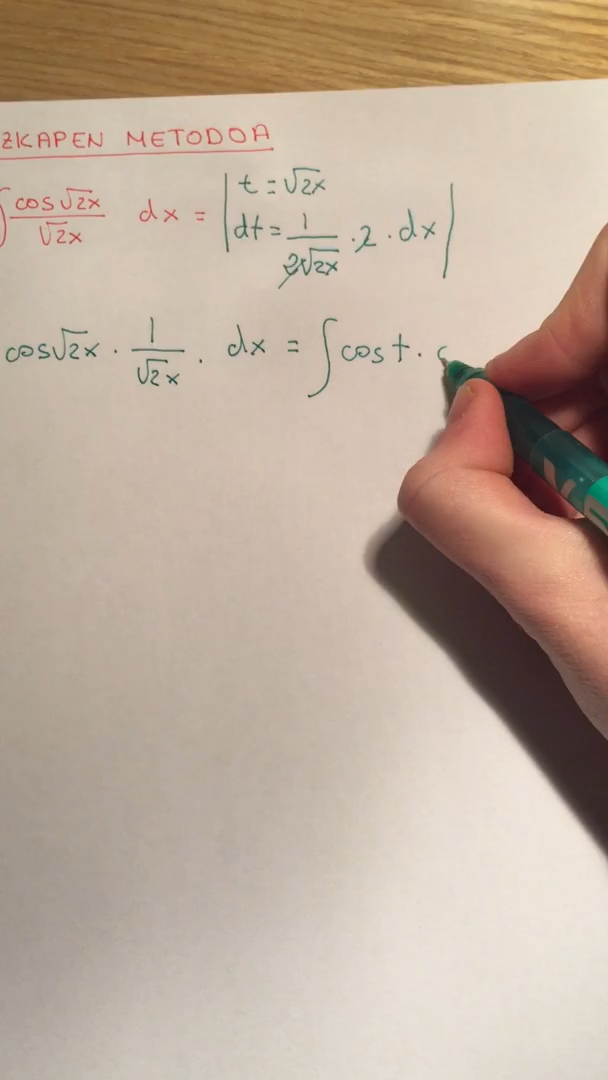 ZKAPEN METODOA
∫ cos√2x / √2x dx = | t = √2x
dt = 1 / 2√2x · 2 · dx |
cos√2x · 1 / √2x · dx = ∫ cos t ·